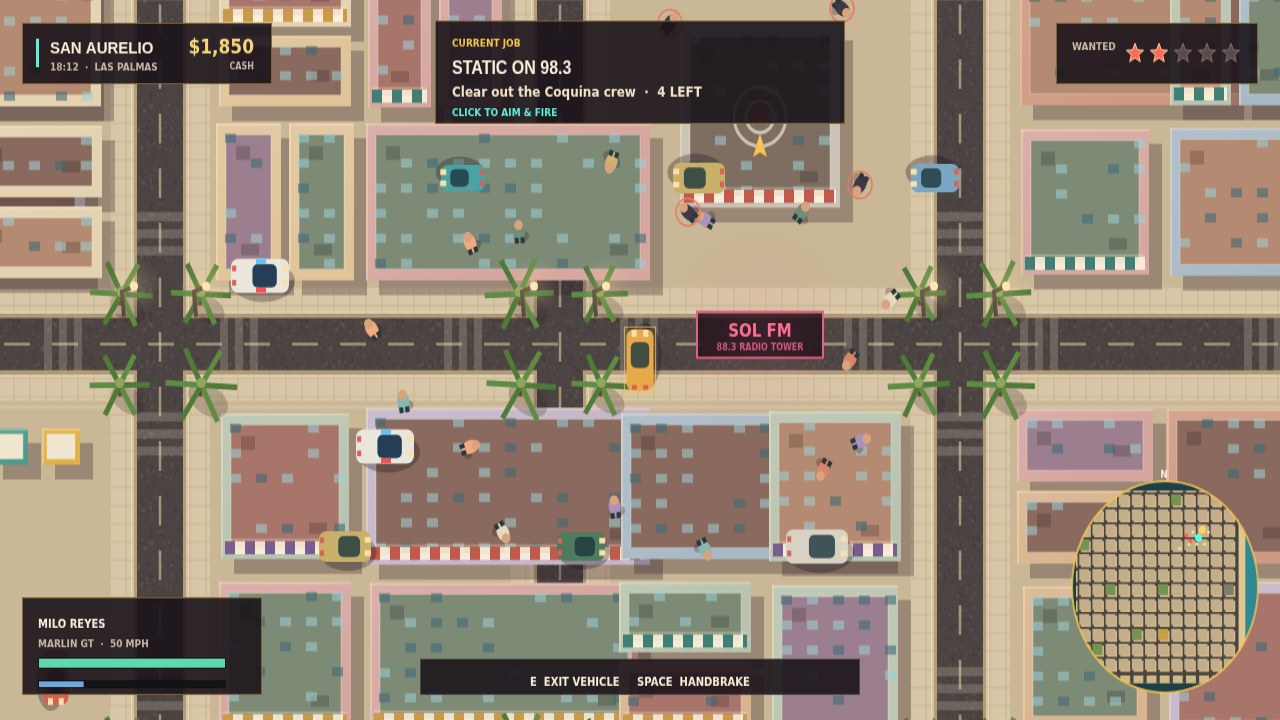 SAN AURELIO
$1,850
18:12 · LAS PALMAS
CASH
CURRENT JOB
STATIC ON 98.3
Clear out the Coquina crew · 4 LEFT
CLICK TO AIM & FIRE
WANTED
SOL FM
88.3 RADIO TOWER
N
MILO REYES
MARLIN GT · 50 MPH
E EXIT VEHICLE SPACE HANDBRAKE